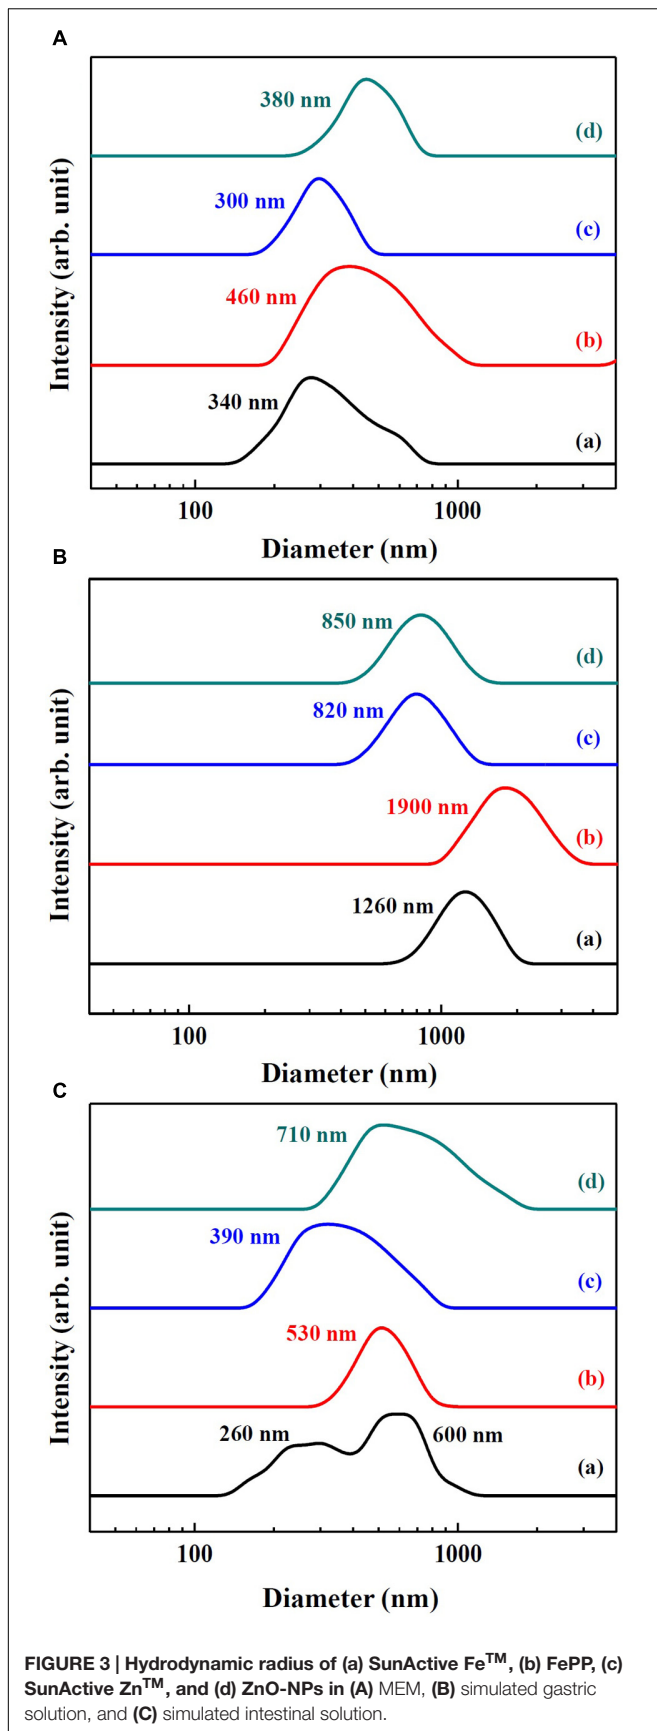 A
380 nm
(d)
300 nm
(c)
460 nm
(b)
340 nm
(a)
Intensity (arb. unit)
100 1000
Diameter (nm)
B
850 nm
(d)
820 nm
(c)
1900 nm
(b)
1260 nm
(a)
Intensity (arb. unit)
100 1000
Diameter (nm)
C
710 nm
(d)
390 nm
(c)
530 nm
(b)
260 nm 600 nm
(a)
Intensity (arb. unit)
100 1000
Diameter (nm)
FIGURE 3 | Hydrodynamic radius of (a) SunActive Fe™, (b) FePP, (c)
SunActive Zn™, and (d) ZnO-NPs in (A) MEM, (B) simulated gastric
solution, and (C) simulated intestinal solution.